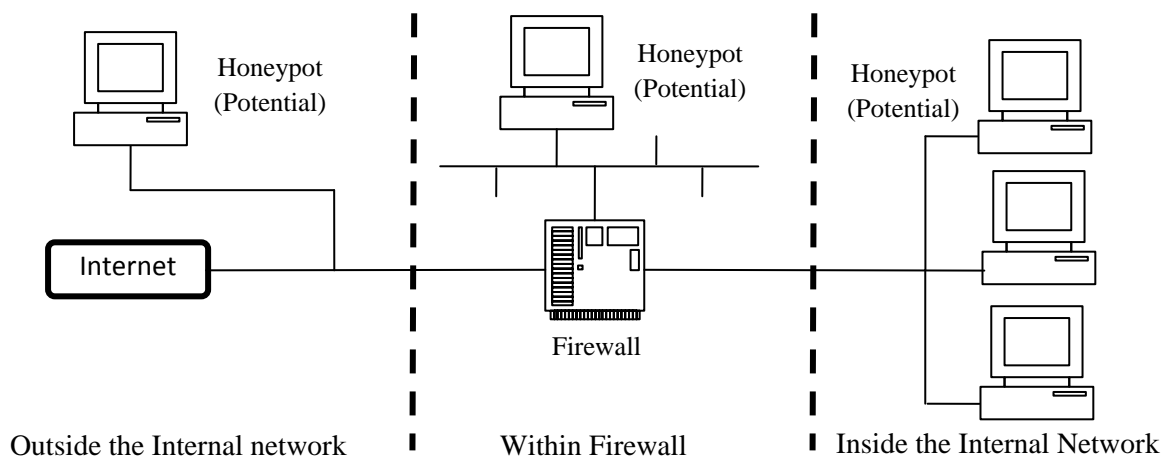 Honeypot
(Potential)
Honeypot
(Potential)
Honeypot
(Potential)
Internet
Firewall
Outside the Internal network
Within Firewall
Inside the Internal Network